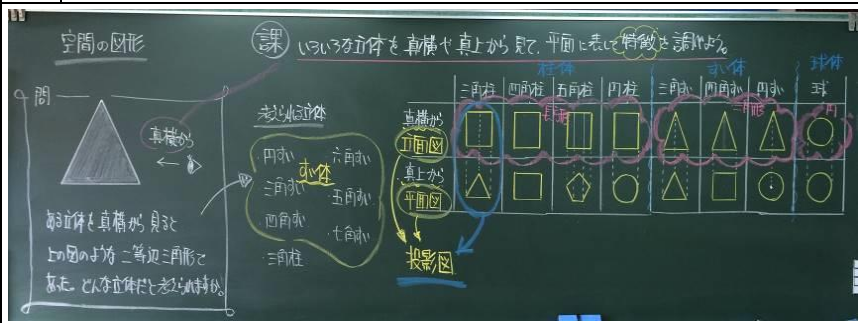 空間の図形
課 いろいろな立体を真横や真上から見て、平面に表して特徴を調べよう。
問
真横から
ある立体を真横から見ると
上の図のような二等辺三角形で
あった。どんな立体だと考えられますか。
考えられる立体
・円すい
・三角すい
・四角すい
・三角柱
・六角すい
・五角すい
・七角すい
すい体
柱体
すい体
球体
三角柱 四角柱 五角柱 円柱 三角すい 四角すい 円すい 球
真横から
立面図
長方形
三角形
円
真上から
平面図
投影図